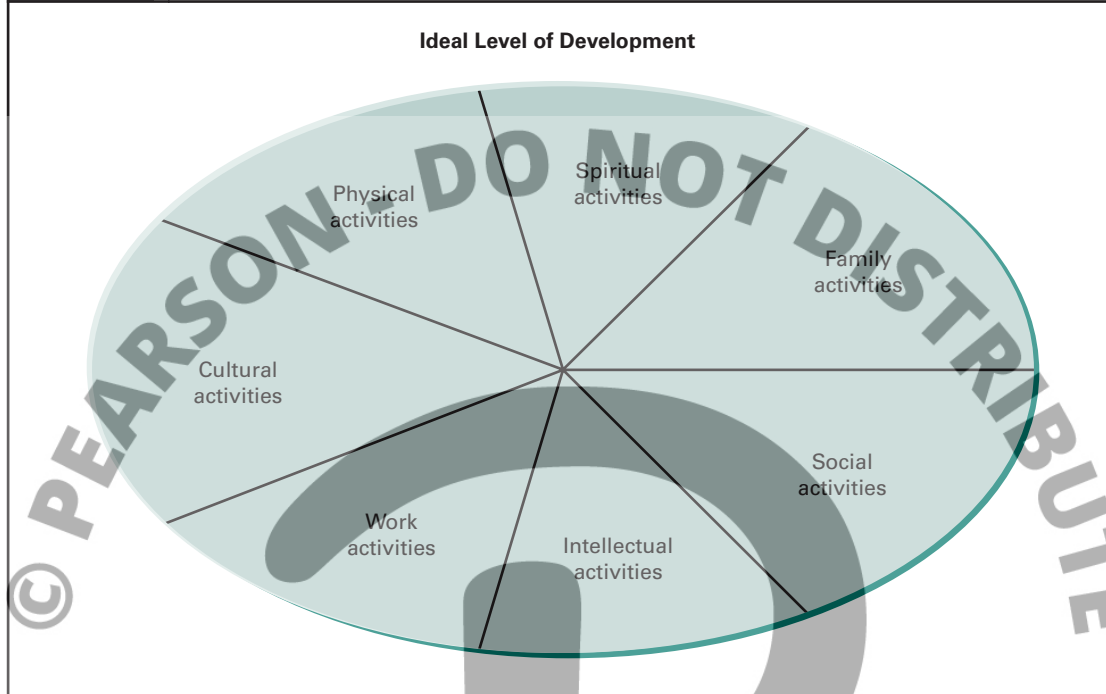 Ideal Level of Development
Physical
activities
Spiritual
activities
Family
activities
Cultural
activities
Social
activities
Work
activities
Intellectual
activities
© PEARSON - DO NOT DISTRIBUTE